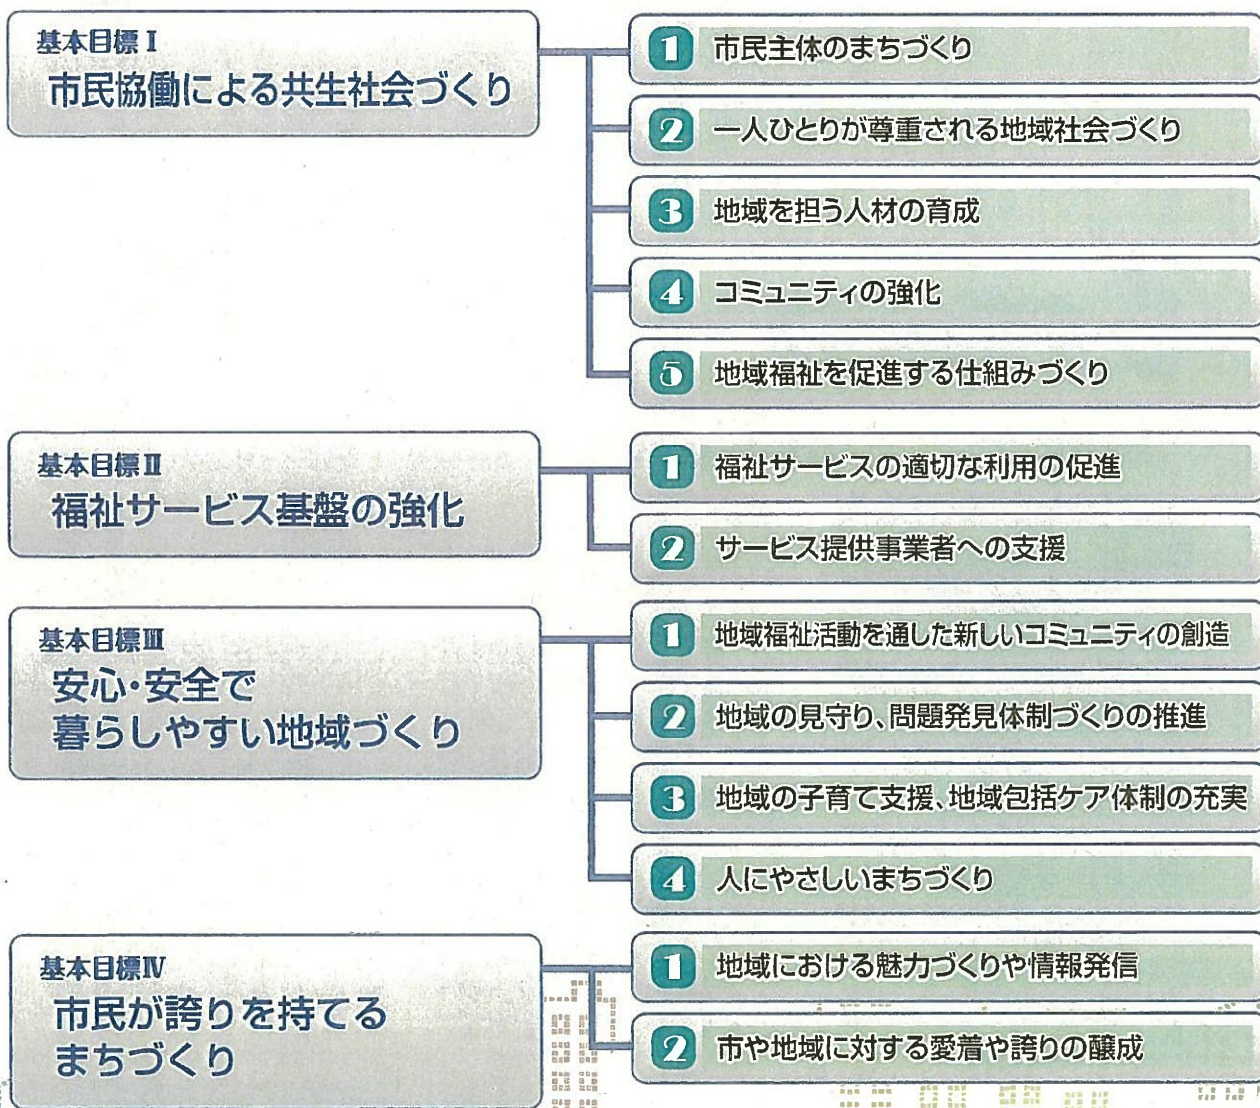 基本目標Ⅰ
市民協働による共生社会づくり
1 市民主体のまちづくり
2 一人ひとりが尊重される地域社会づくり
3 地域を担う人材の育成
4 コミュニティの強化
5 地域福祉を促進する仕組みづくり
基本目標Ⅱ
福祉サービス基盤の強化
1 福祉サービスの適切な利用の促進
2 サービス提供事業者への支援
基本目標Ⅲ
安心・安全で
暮らしやすい地域づくり
1 地域福祉活動を通した新しいコミュニティの創造
2 地域の見守り、問題発見体制づくりの推進
3 地域の子育て支援、地域包括ケア体制の充実
4 人にやさしいまちづくり
基本目標Ⅳ
市民が誇りを持てる
まちづくり
1 地域における魅力づくりや情報発信
2 市や地域に対する愛着や誇りの醸成